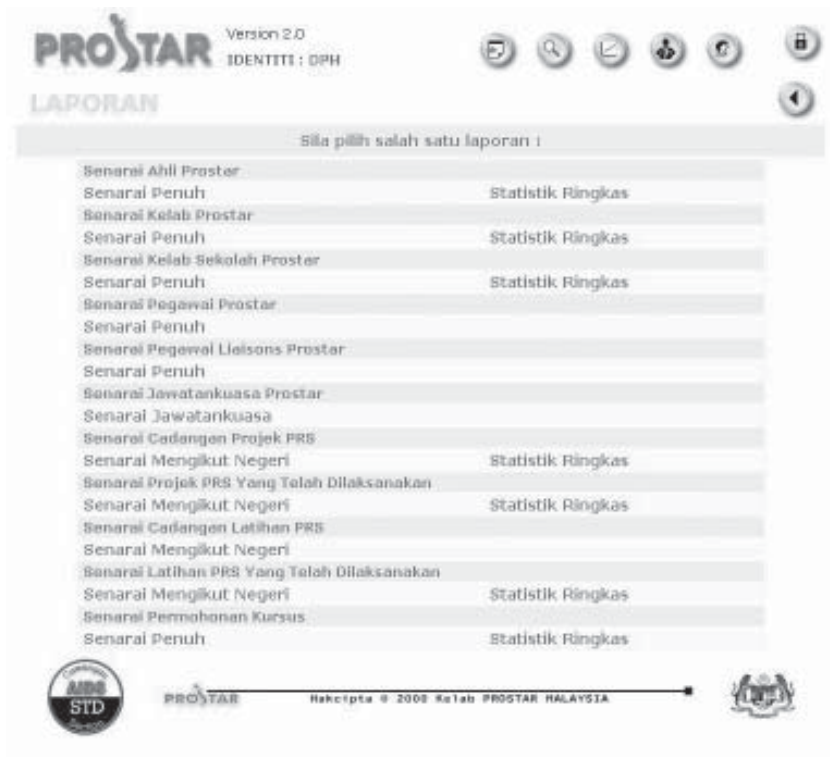 PROSTAR
Version 2.0
IDENTITI : DPH
LAPORAN
Sila pilih salah satu laporan :
Senarai Ahli Prostar
Senarai Penuh Statistik Ringkas
Senarai Kelab Prostar
Senarai Penuh Statistik Ringkas
Senarai Kelab Sekolah Prostar
Senarai Penuh Statistik Ringkas
Senarai Pegawai Prostar
Senarai Penuh
Senarai Pegawai Liaisons Prostar
Senarai Penuh
Senarai Jawatankuasa Prostar
Senarai Jawatankuasa
Senarai Cadangan Projek PRS
Senarai Mengikut Negeri Statistik Ringkas
Senarai Projek PRS Yang Telah Dilaksanakan
Senarai Mengikut Negeri Statistik Ringkas
Senarai Cadangan Latihan PRS
Senarai Mengikut Negeri
Senarai Latihan PRS Yang Telah Dilaksanakan
Senarai Mengikut Negeri Statistik Ringkas
Senarai Permohonan Kursus
Senarai Penuh Statistik Ringkas
AIDS
STD
PROSTAR
Hakcipta © 2000 Kelab PROSTAR MALAYSIA